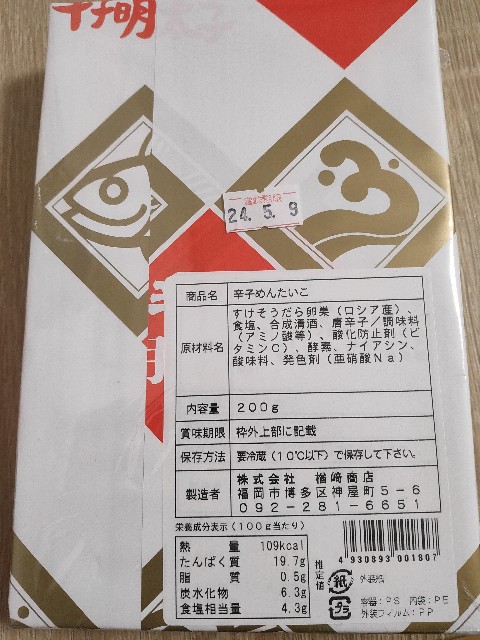 辛子明太子
24. 5. 9
商品名 辛子めんたいこ
原材料名 すけそうだら卵巣(ロシア産)、
食塩、合成清酒、唐辛子/調味料
(アミノ酸等)、酸化防止剤(ビ
タミンC)、酵素、ナイアシン、
酸味料、発色剤(亜硝酸Na)
内容量 200g
賞味期限 枠外上部に記載
保存方法 要冷蔵(10℃以下)で保存して下さい。
製造者 株式会社 楢﨑商店
福岡市博多区神屋町5-6
092-281-6651
栄養成分表示(100g当たり)
熱量 109kcal
たんぱく質 19.7g
脂質 0.5g
炭水化物 6.3g
食塩相当量 4.3g
推定値
4 930893 001807
紙 外装紙
プラ 容器:PS 内袋:PE
外装フィルム:PP